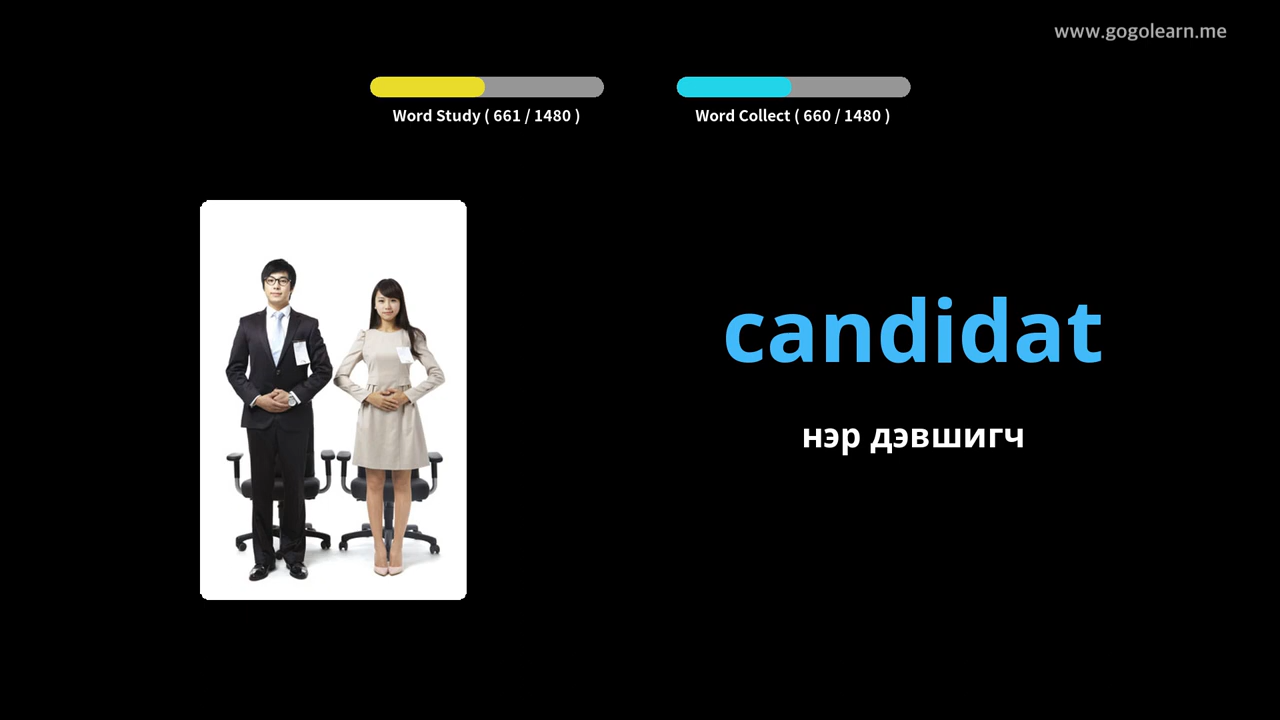 www.gogolearn.me
Word Study ( 661 / 1480 )
Word Collect ( 660 / 1480 )
candidat
нэр дэвшигч